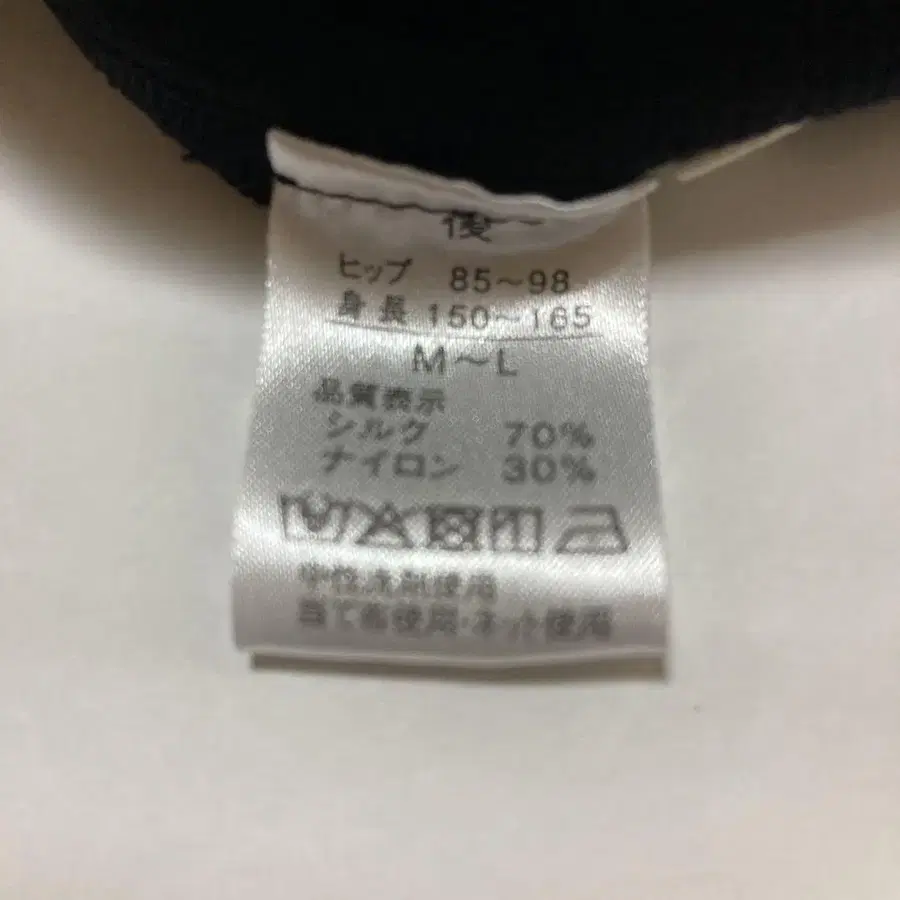 後
ヒップ 85～98
身長 150～165
M～L
品質表示
シルク 70%
ナイロン 30%
中性洗剤使用
当て布使用・ネット使用